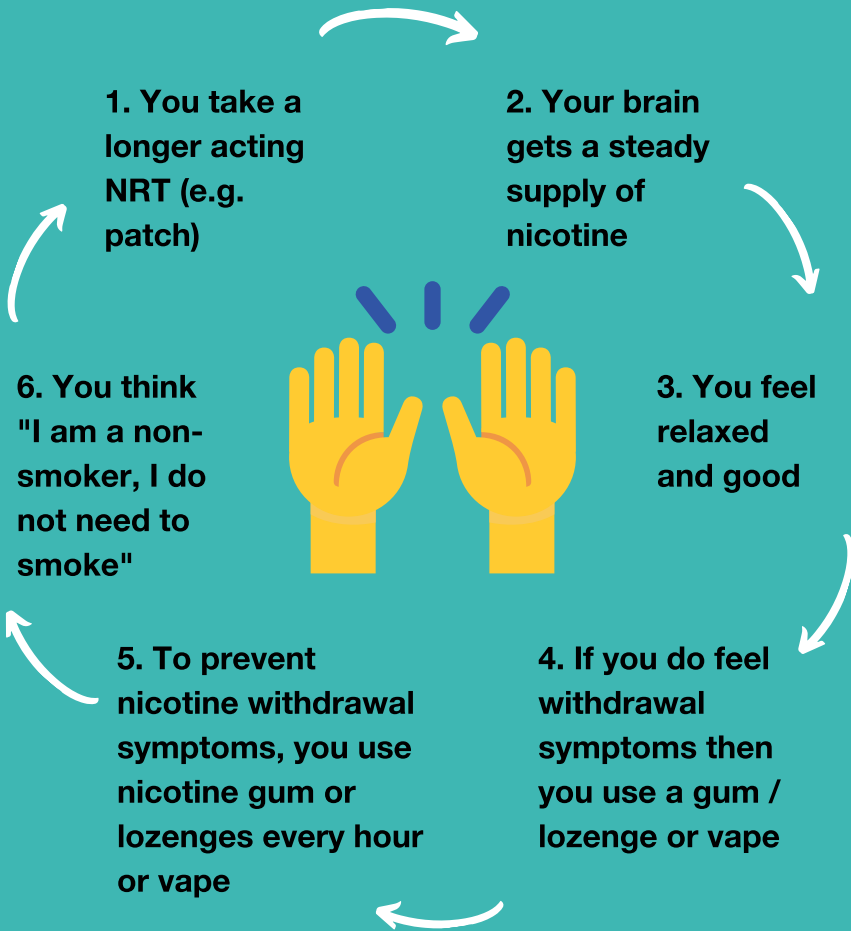 1. You take a
longer acting
NRT (e.g.
patch)
2. Your brain
gets a steady
supply of
nicotine
3. You feel
relaxed
and good
4. If you do feel
withdrawal
symptoms then
you use a gum /
lozenge or vape
5. To prevent
nicotine withdrawal
symptoms, you use
nicotine gum or
lozenges every hour
or vape
6. You think
"I am a non-
smoker, I do
not need to
smoke"